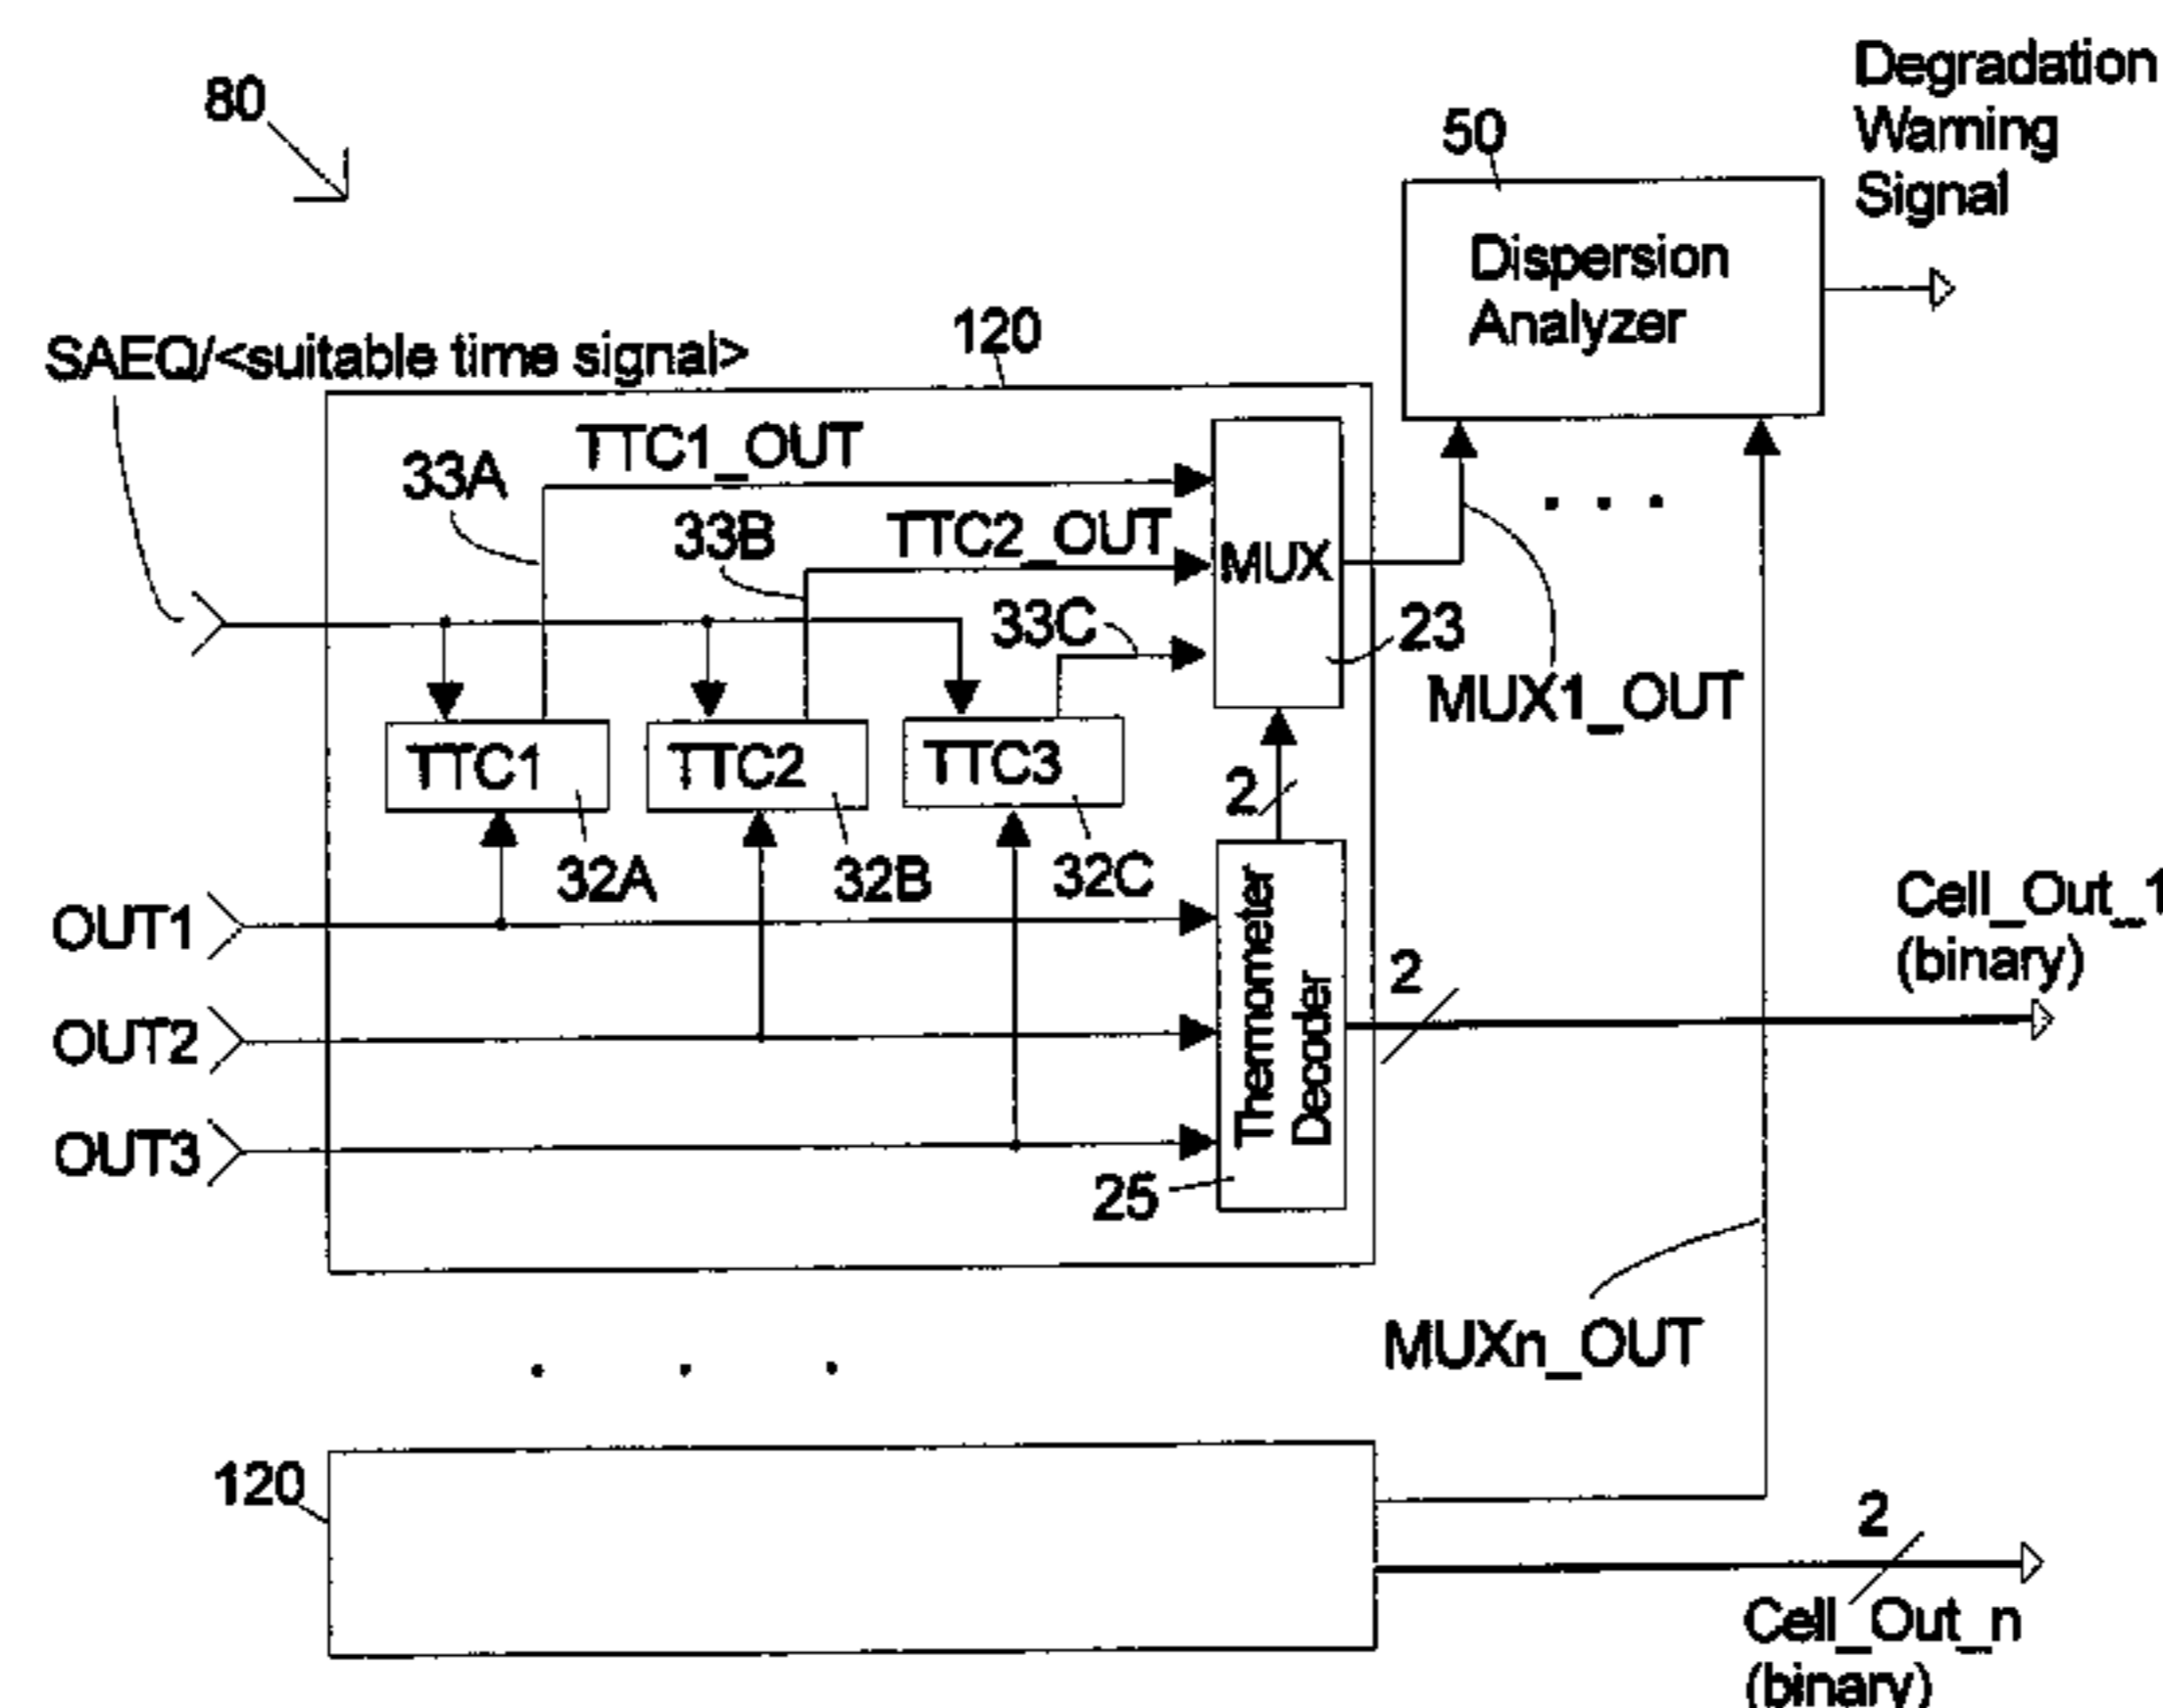 80
50
Degradation
Warning
Signal
Dispersion
Analyzer
SAEQ/<suitable time signal>
120
TTC1_OUT
33A
33B
TTC2_OUT
MUX
33C
23
MUX1_OUT
TTC1
TTC2
TTC3
2
32A
32B
32C
OUT1
OUT2
OUT3
Thermometer
Decoder
25
2
Cell_Out_1
(binary)
MUXn_OUT
120
2
Cell_Out_n
(binary)